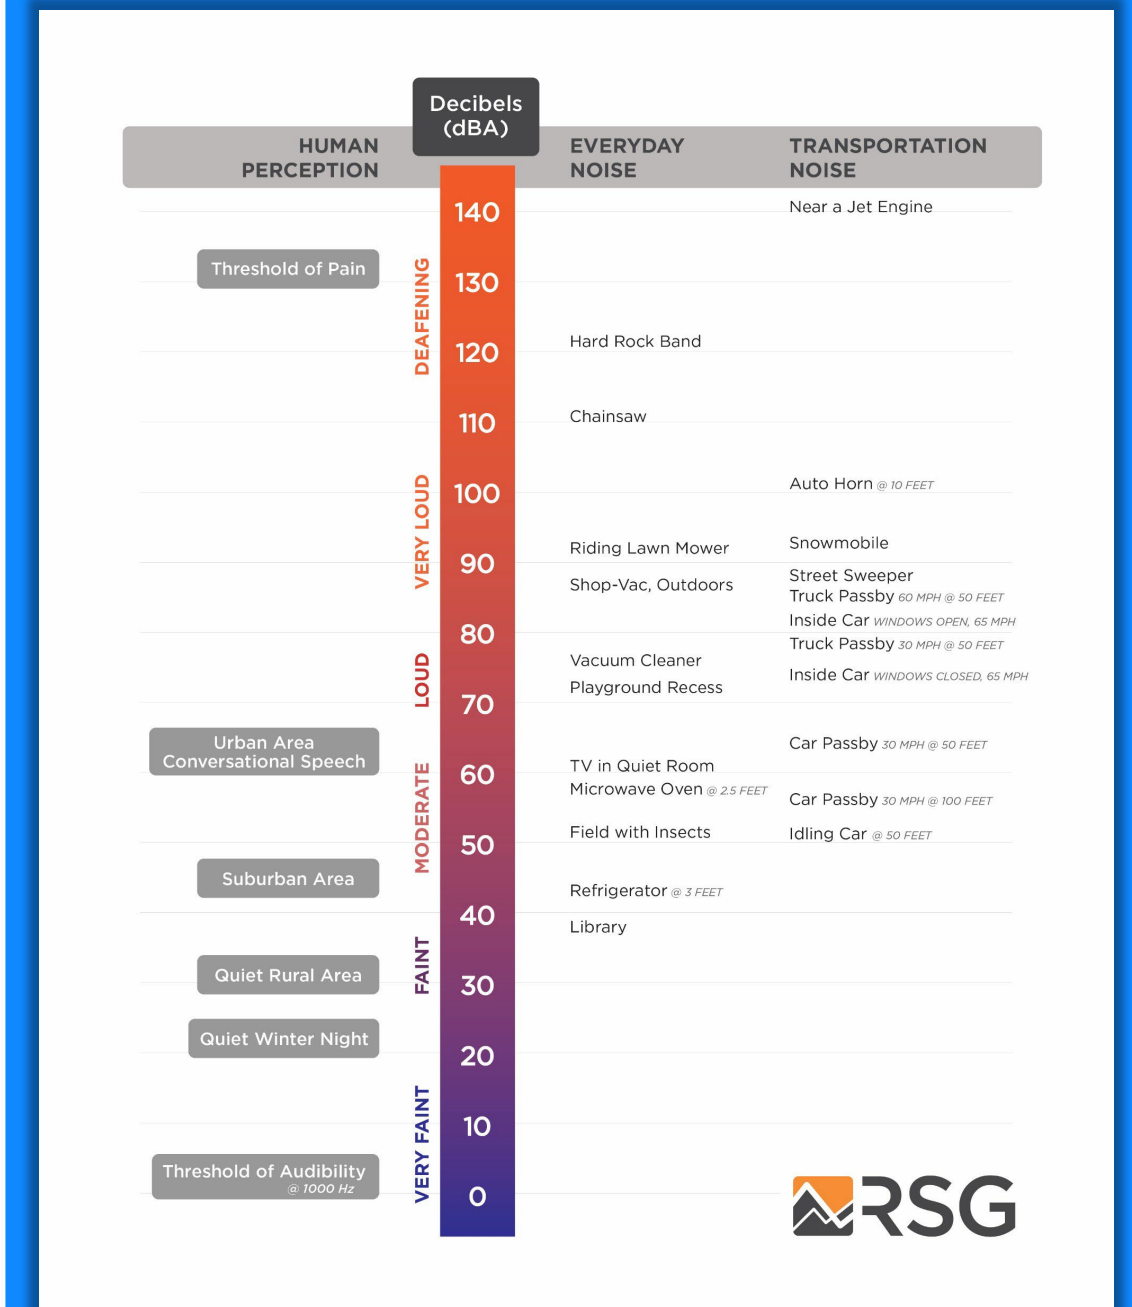 Decibels
(dBA)
HUMAN
PERCEPTION
EVERYDAY
NOISE
TRANSPORTATION
NOISE
140
Near a Jet Engine
Threshold of Pain
130
DEAFENING
120
Hard Rock Band
110
Chainsaw
100
Auto Horn @ 10 FEET
VERY LOUD
Riding Lawn Mower
Snowmobile
90
Shop-Vac, Outdoors
Street Sweeper
Truck Passby 60 MPH @ 50 FEET
Inside Car WINDOWS OPEN, 65 MPH
80
Truck Passby 30 MPH @ 50 FEET
LOUD
Vacuum Cleaner
Inside Car WINDOWS CLOSED, 65 MPH
Playground Recess
70
Urban Area
Conversational Speech
Car Passby 30 MPH @ 50 FEET
60
TV in Quiet Room
Microwave Oven @ 2.5 FEET
Car Passby 30 MPH @ 100 FEET
MODERATE
Field with Insects
Idling Car @ 50 FEET
50
Suburban Area
Refrigerator @ 3 FEET
40
Library
FAINT
Quiet Rural Area
30
Quiet Winter Night
20
VERY FAINT
10
Threshold of Audibility
@ 1000 Hz
0
RSG